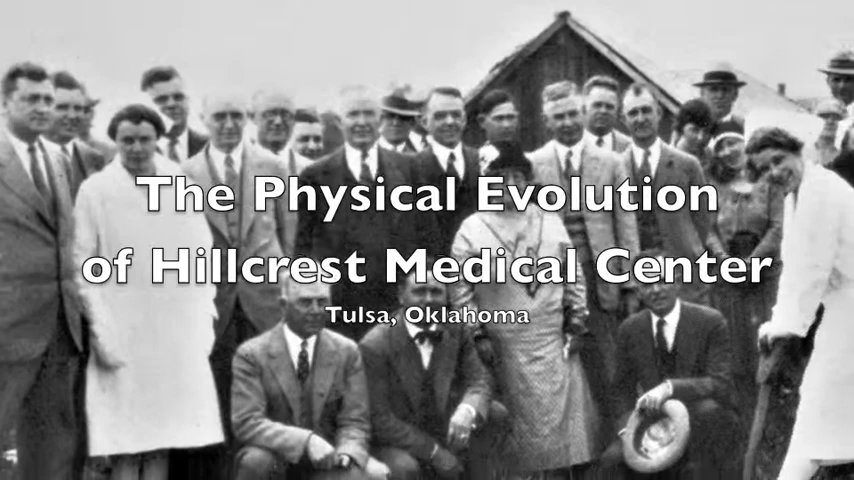 The Physical Evolution
of Hillcrest Medical Center
Tulsa, Oklahoma